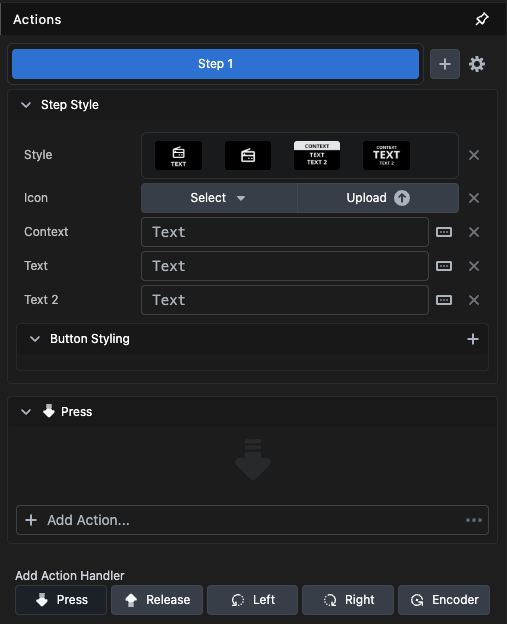 Actions
Step 1
Step Style
Style
TEXT
CONTEXT
TEXT
TEXT 2
CONTEXT
TEXT
TEXT 2
Icon
Select
Upload
Context
Text
Text
Text
Text 2
Text
Button Styling
Press
Add Action...
Add Action Handler
Press
Release
Left
Right
Encoder